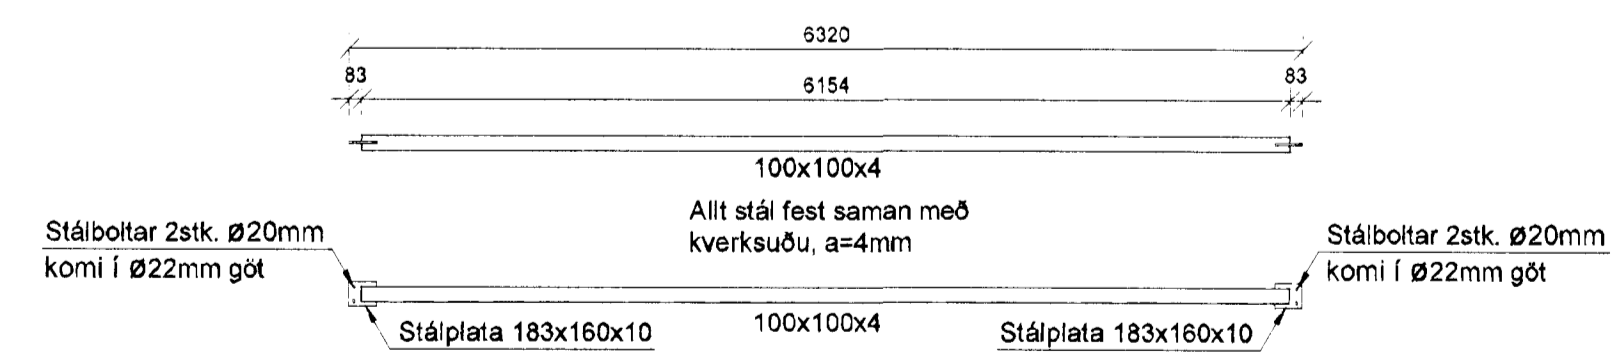 6320
83
83
6154
100x100x4
Allt stál fest saman með
kverksuðu, a=4mm
Stálboltar 2stk. Ø20mm
komi í Ø22mm göt
Stálboltar 2stk. Ø20mm
komi í Ø22mm göt
100x100x4
Stálplata 183x160x10
Stálplata 183x160x10